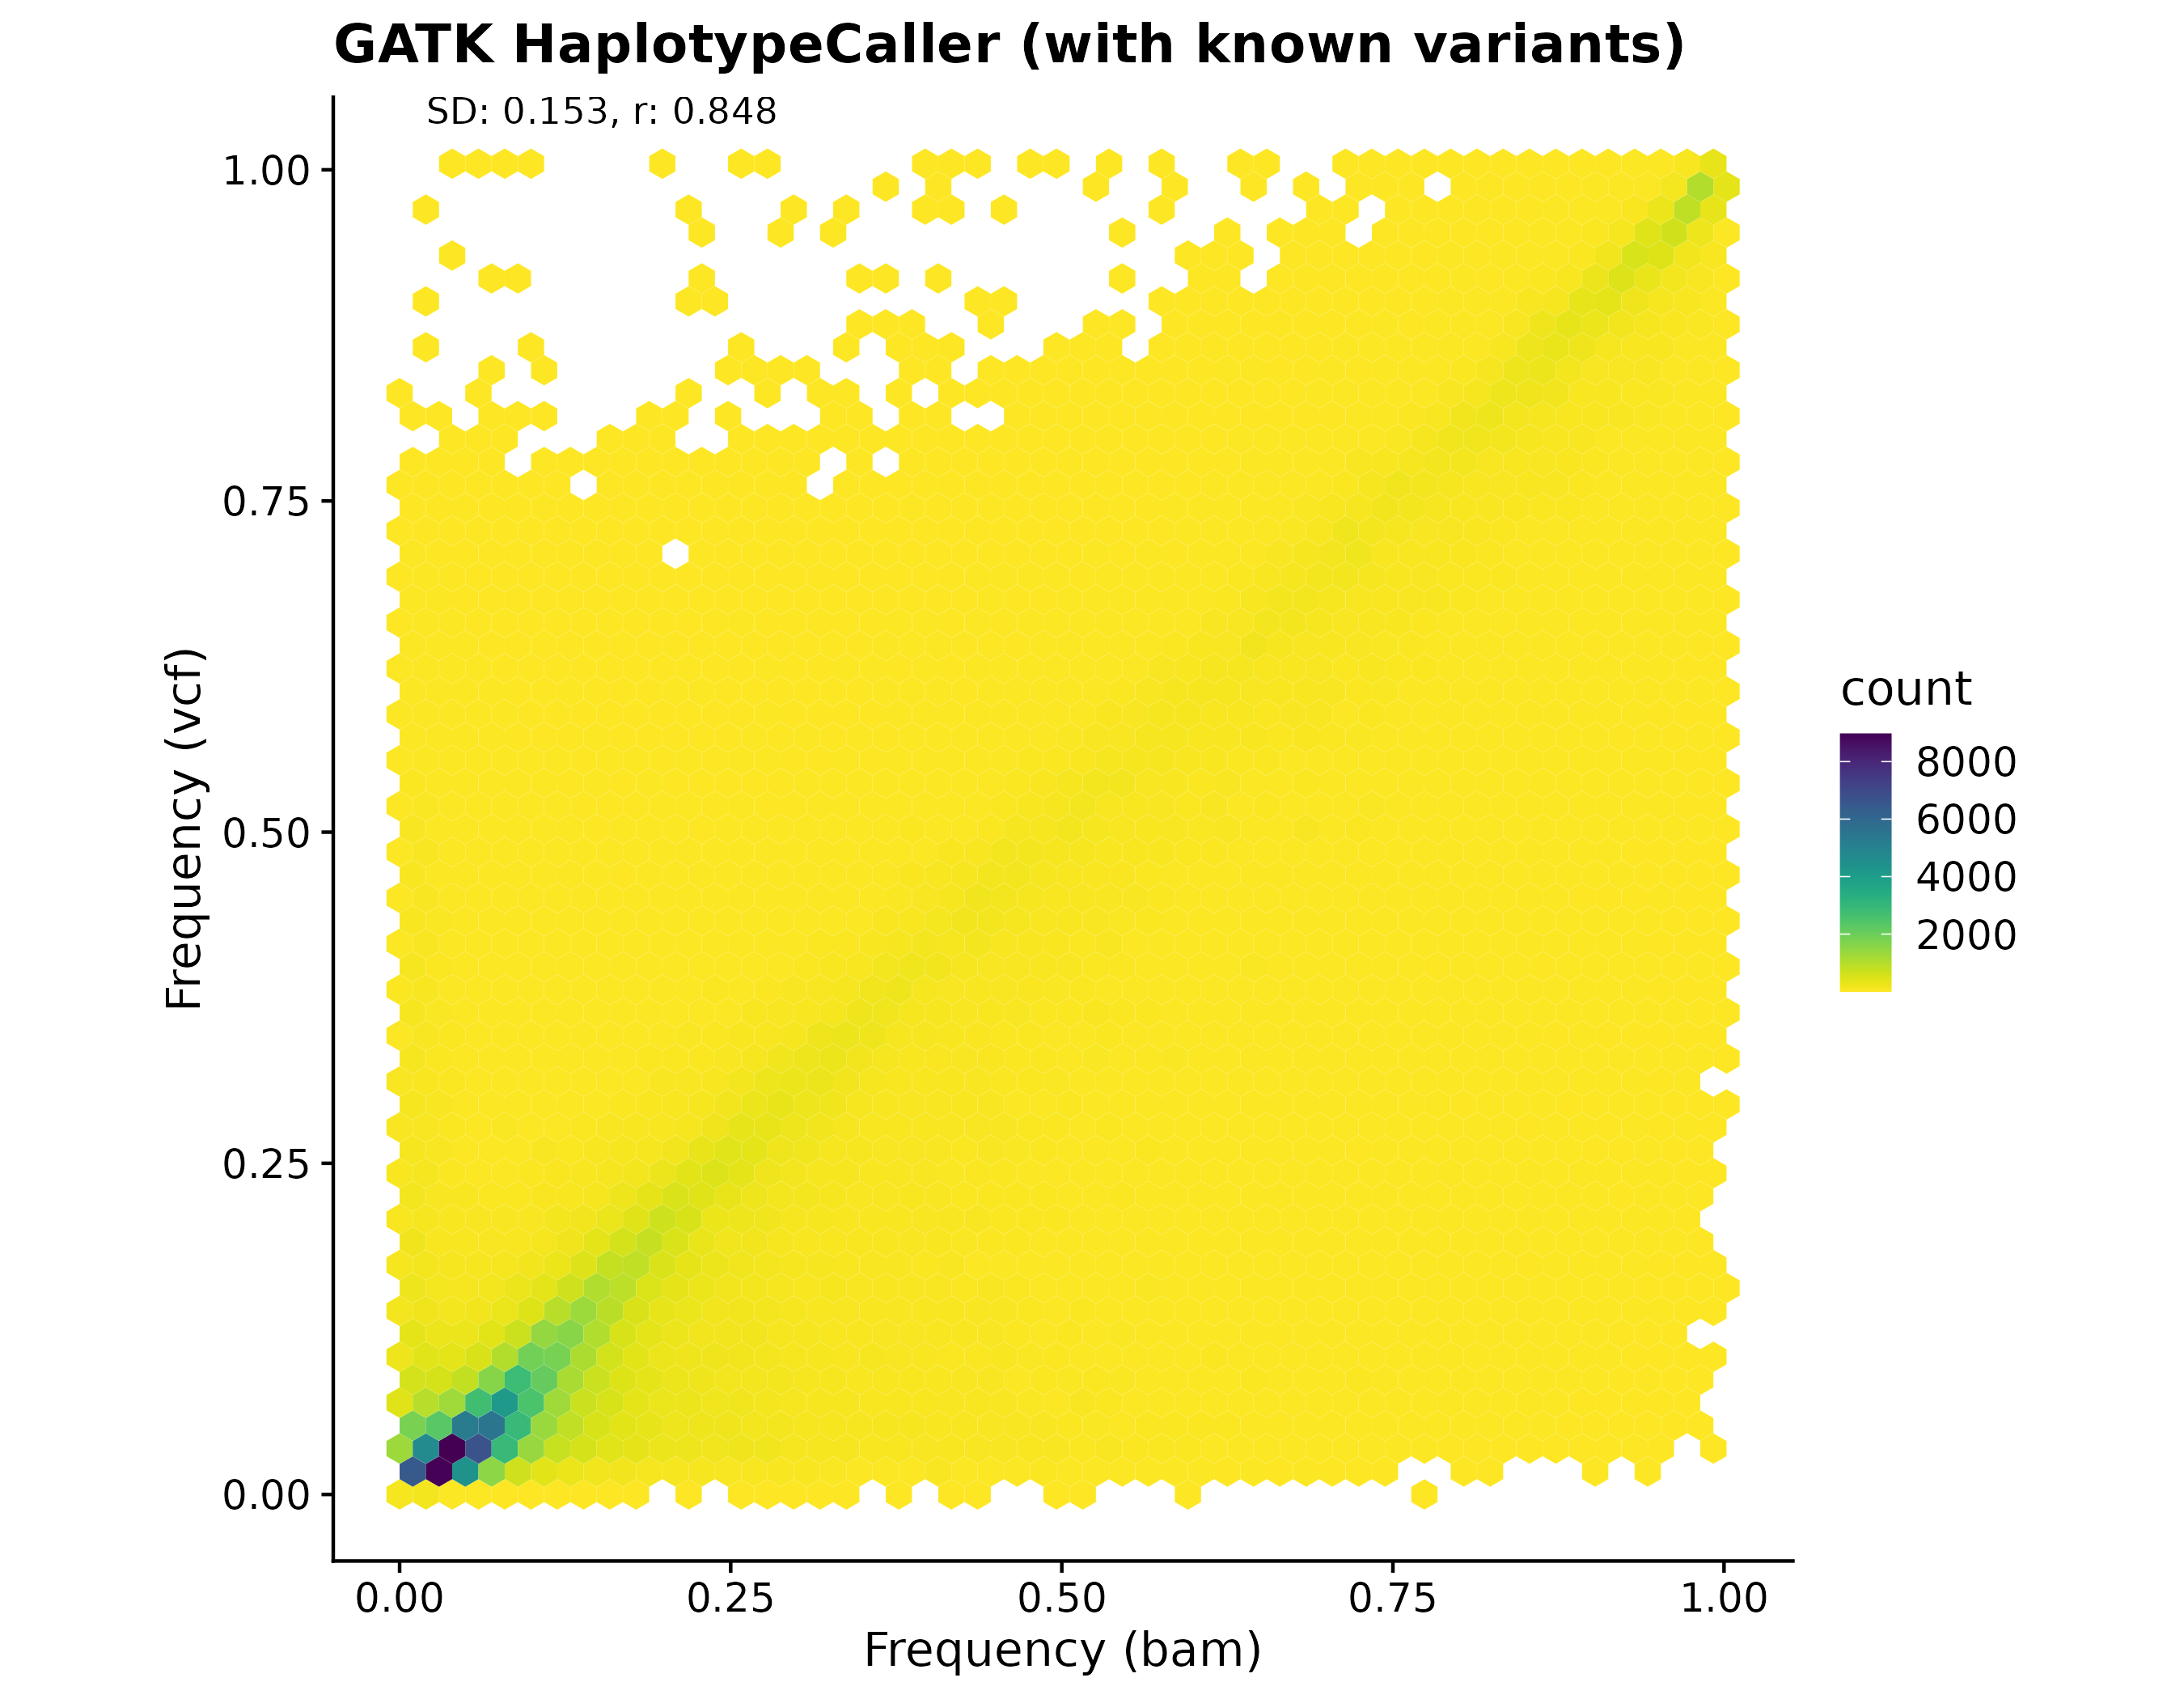 GATK HaplotypeCaller (with known variants)
SD: 0.153, r: 0.848
1.00
0.75
0.50
0.25
0.00
Frequency (vcf)
0.00 0.25 0.50 0.75 1.00
Frequency (bam)
count
8000
6000
4000
2000